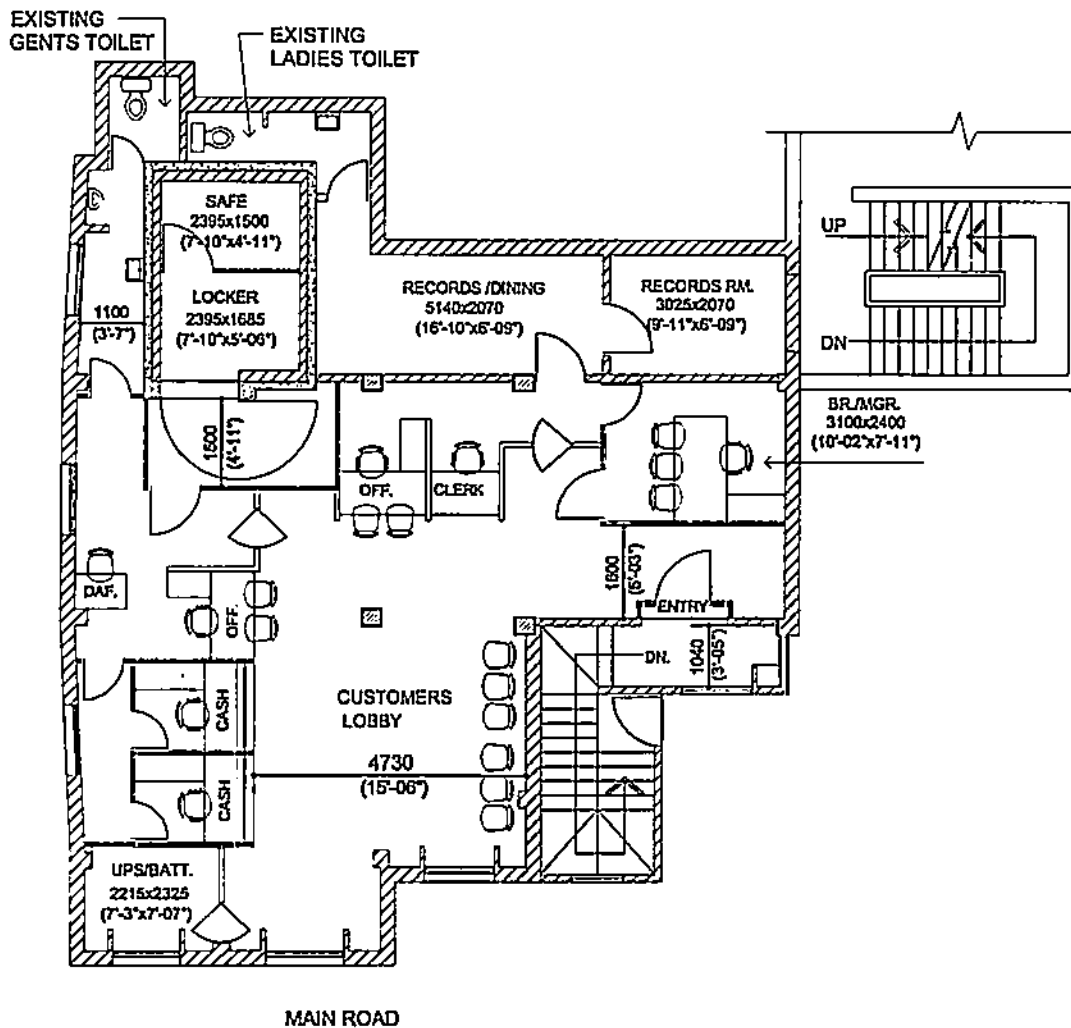 EXISTING
GENTS TOILET
EXISTING
LADIES TOILET
SAFE
2395x1500
(7'-10"x4'-11")
LOCKER
2395x1685
(7'-10"x5'-06")
1100
(3'-7")
RECORDS /DINING
5140x2070
(16'-10"x6'-09")
RECORDS RM.
3025x2070
(9'-11"x6'-09")
UP
DN
BR./MGR.
3100x2400
(10'-02"x7'-11")
1500
(4'-11")
OFF.
CLERK
DAF.
OFF.
1600
(5'-03")
ENTRY
DN.
1040
(3'-05")
CASH
CASH
CUSTOMERS
LOBBY
4730
(15'-06")
UPS/BATT.
2215x2325
(7'-3"x7'-07")
MAIN ROAD